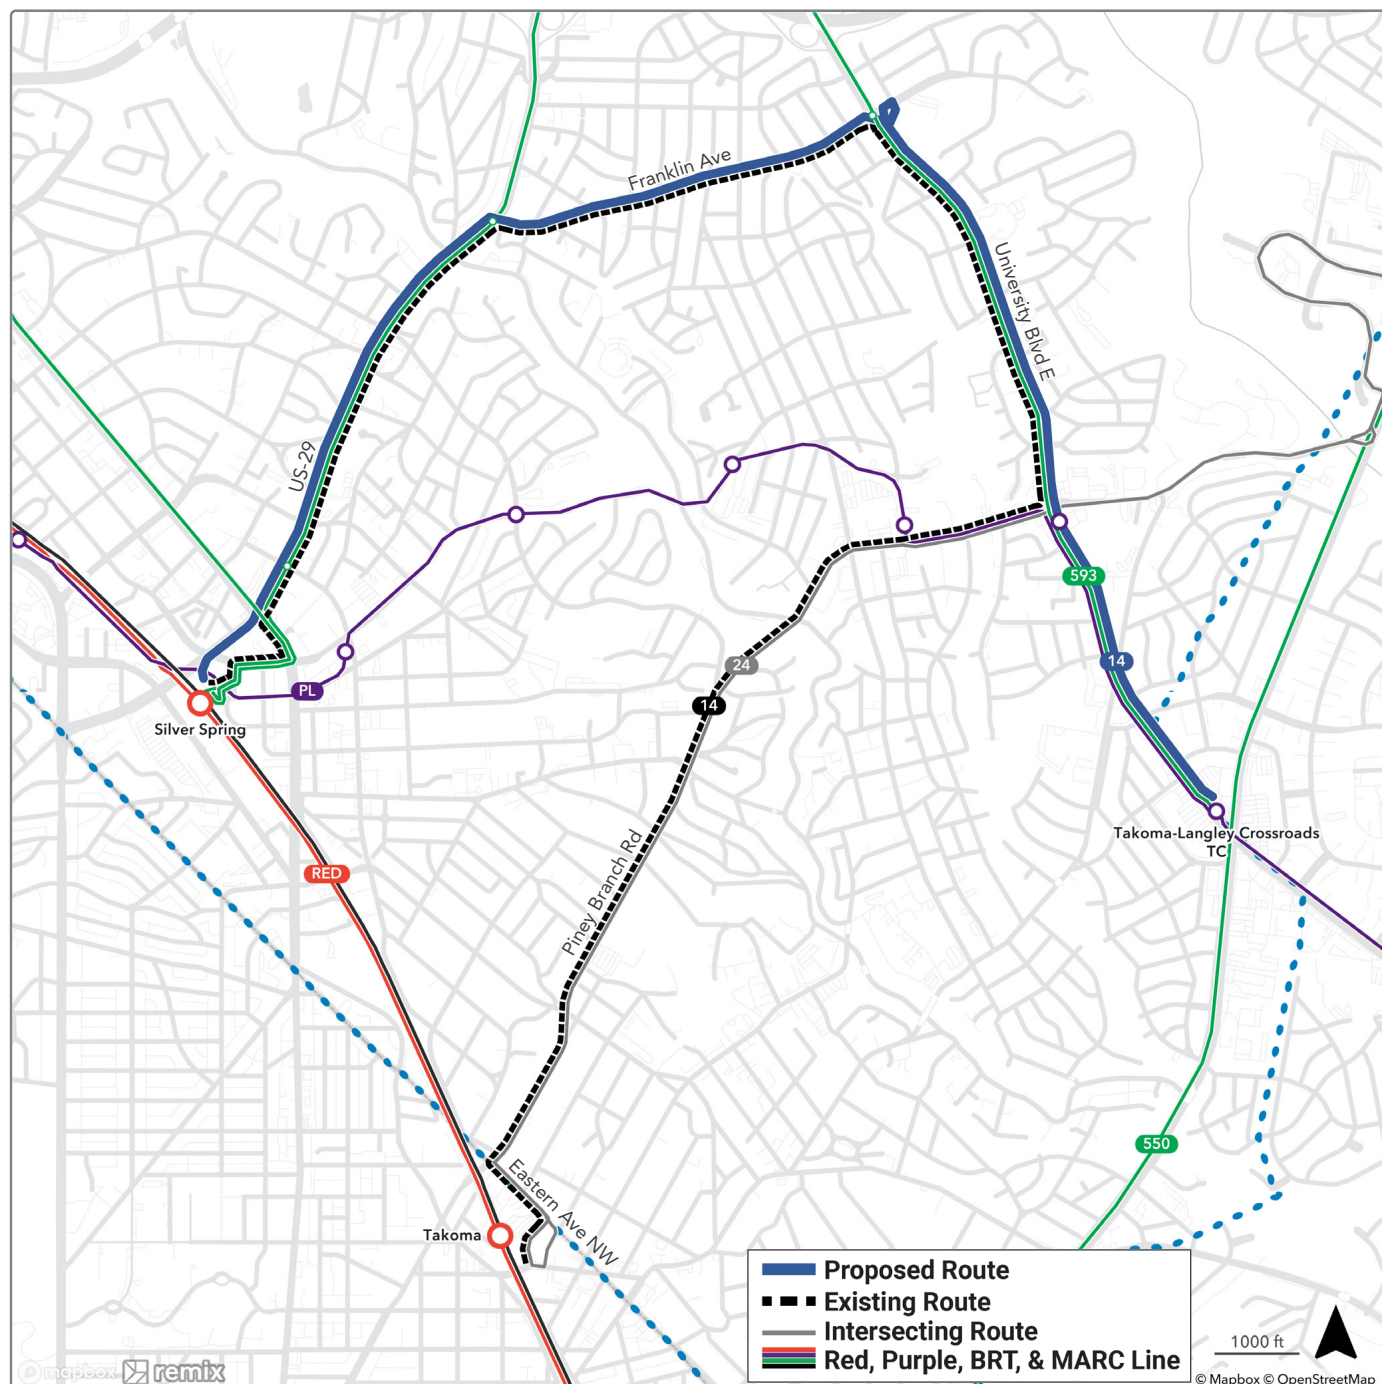 Franklin Ave
University Blvd E
US-29
593
14
PL
24
14
Silver Spring
Takoma-Langley Crossroads
TC
RED
Piney Branch Rd
550
Eastern Ave NW
Takoma
Proposed Route
Existing Route
Intersecting Route
Red, Purple, BRT, & MARC Line
1000 ft
mapbox
remix
© Mapbox © OpenStreetMap